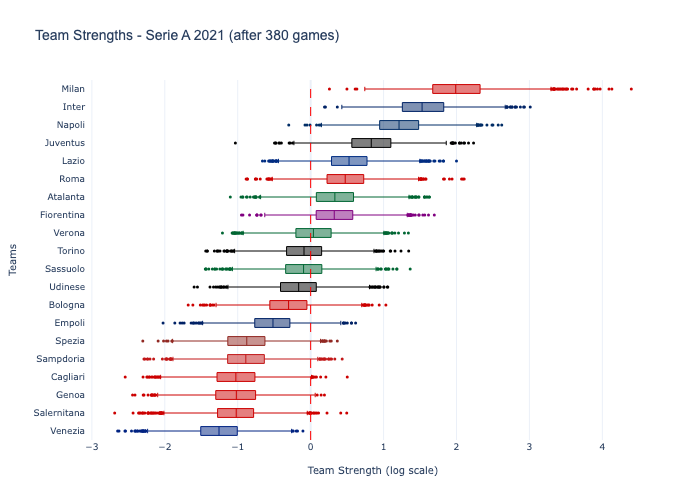 Team Strengths - Serie A 2021 (after 380 games)
Milan
Inter
Napoli
Juventus
Lazio
Roma
Atalanta
Fiorentina
Verona
Torino
Sassuolo
Udinese
Bologna
Empoli
Spezia
Sampdoria
Cagliari
Genoa
Salernitana
Venezia
Teams
−3 −2 −1 0 1 2 3 4
Team Strength (log scale)